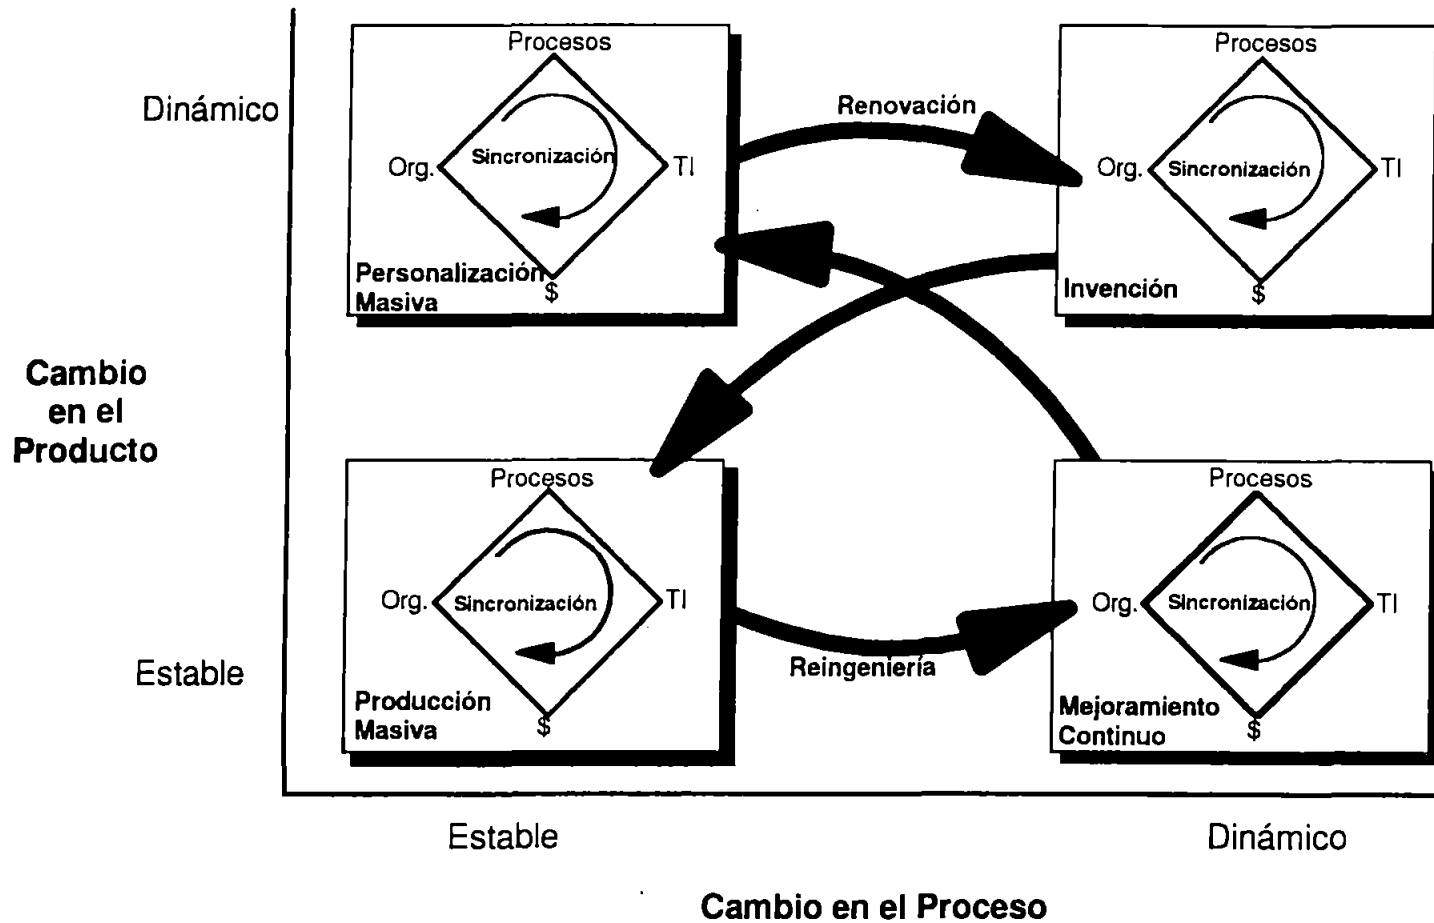 Procesos
Procesos
Dinámico
Renovación
Org.
Sincronización
TI
Org.
Sincronización
TI
Personalización
Masiva
$
Invención
$
Cambio
en el
Producto
Procesos
Procesos
Org.
Sincronización
TI
Org.
Sincronización
TI
Estable
Reingeniería
Producción
Masiva
$
Mejoramiento
Continuo
$
Estable
Dinámico
Cambio en el Proceso